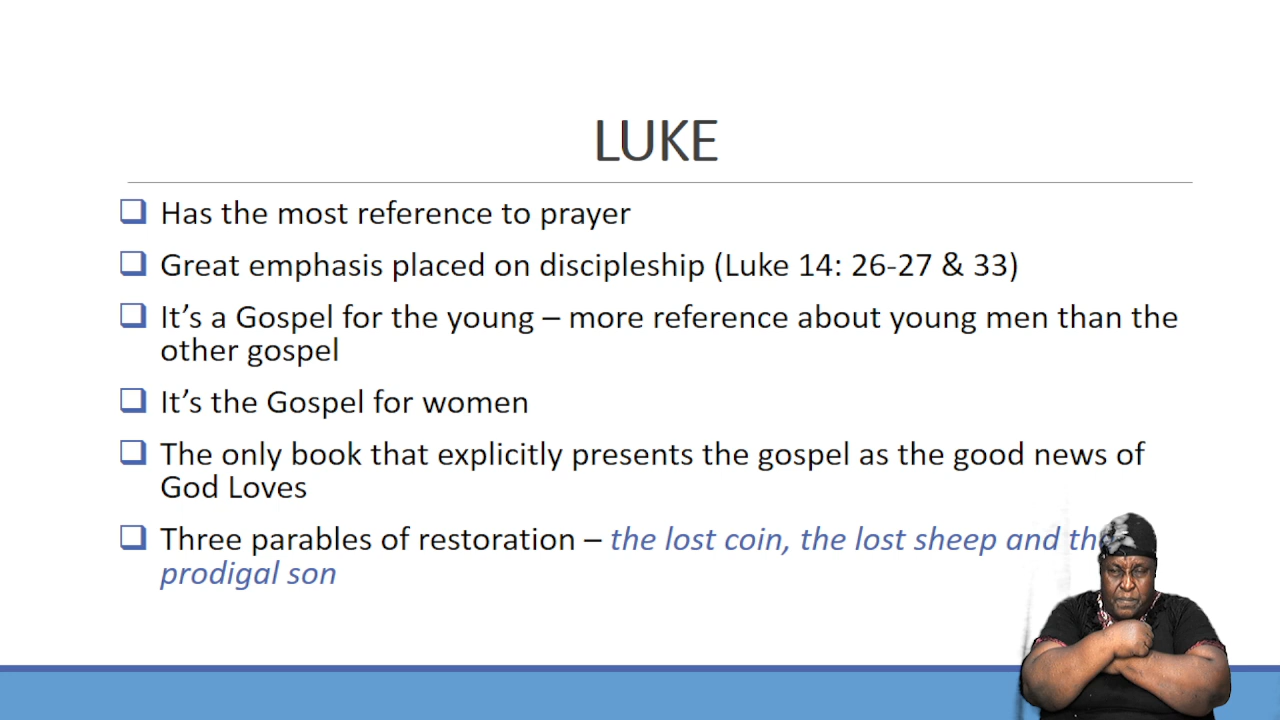 LUKE
Has the most reference to prayer
Great emphasis placed on discipleship (Luke 14: 26-27 & 33)
It's a Gospel for the young – more reference about young men than the
other gospel
It's the Gospel for women
The only book that explicitly presents the gospel as the good news of
God Loves
Three parables of restoration – the lost coin, the lost sheep and
prodigal son